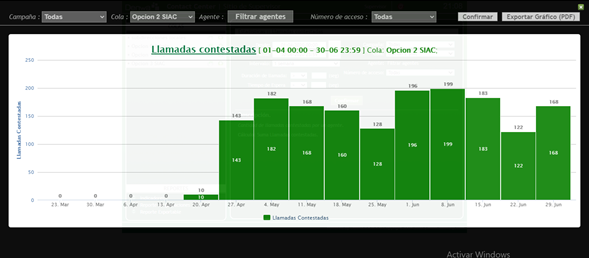 Campaña : Todas Cola : Opcion 2 SIAC Agente : Filtrar agentes Número de acceso : Todas Confirmar Exportar Gráfico (PDF)
Llamadas contestadas [ 01-04 00:00 - 30-06 23:59 ] Cola: Opcion 2 SIAC;
Llamadas Contestadas
250
200
150
100
50
0
0 0 0 0 10 143 182 168 160 128 196 199 183 122 168
10 143 182 168 160 128 196 199 183 122 168
23. Mar 30. Mar 6. Apr 13. Apr 20. Apr 27. Apr 4. May 11. May 18. May 25. May 1. Jun 8. Jun 15. Jun 22. Jun 29. Jun
Llamadas Contestadas
Activar Windows